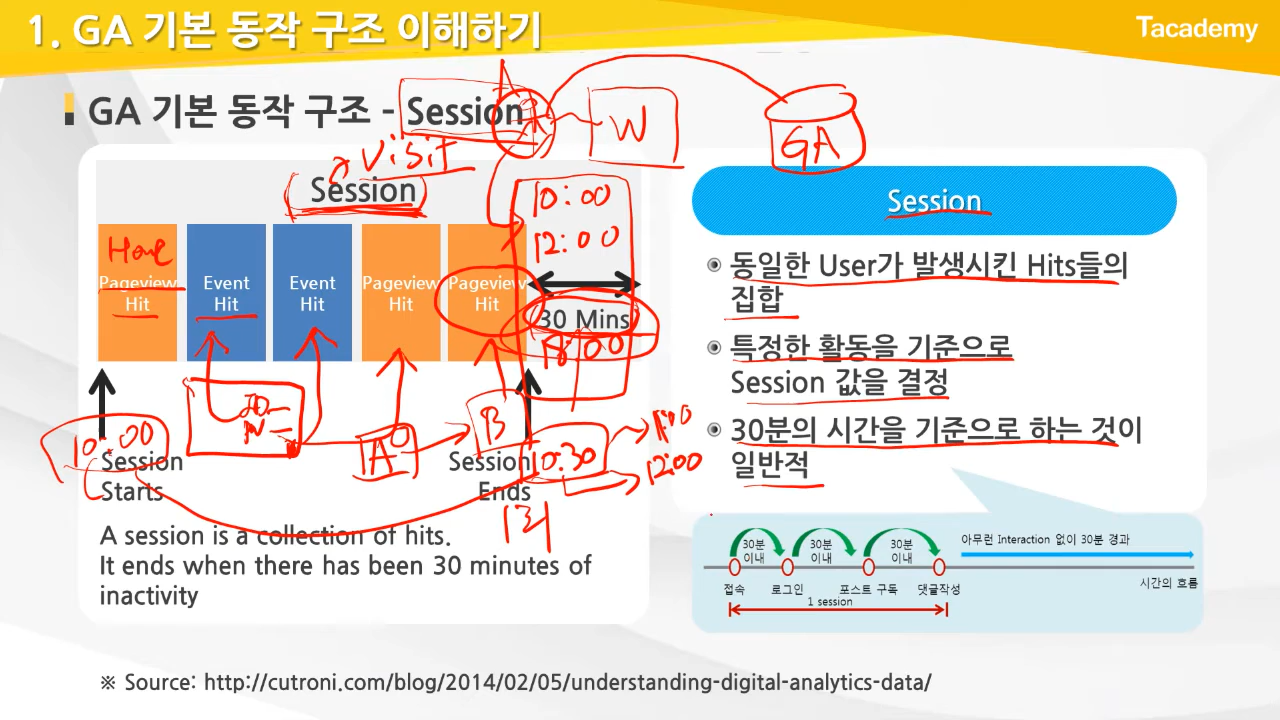 1. GA 기본 동작 구조 이해하기
Tacademy
GA 기본 동작 구조 - Session
W
GA
Visit
Session
10:00
12:00
Home
Pageview
Hit
Event
Hit
Event
Hit
Pageview
Hit
Pageview
Hit
30 Mins
10:00
Session
Starts
A
B
Session
Ends
10:30
12:00
A session is a collection of hits.
It ends when there has been 30 minutes of
inactivity
Session
동일한 User가 발생시킨 Hits들의
집합
특정한 활동을 기준으로
Session 값을 결정
30분의 시간을 기준으로 하는 것이
일반적
30분
이내
30분
이내
30분
이내
아무런 Interaction 없이 30분 경과
접속
로그인
포스트 구독
댓글작성
시간의 흐름
1 session
※ Source: http://cutroni.com/blog/2014/02/05/understanding-digital-analytics-data/